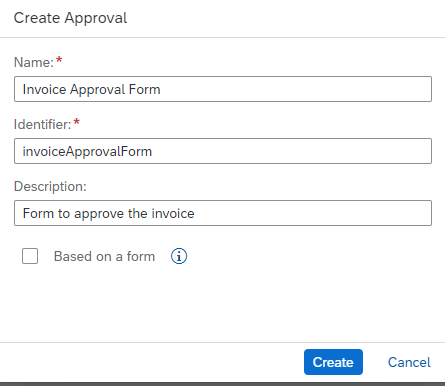 Create Approval
Name:*
Invoice Approval Form
Identifier:*
invoiceApprovalForm
Description:
Form to approve the invoice
Based on a form
Create Cancel